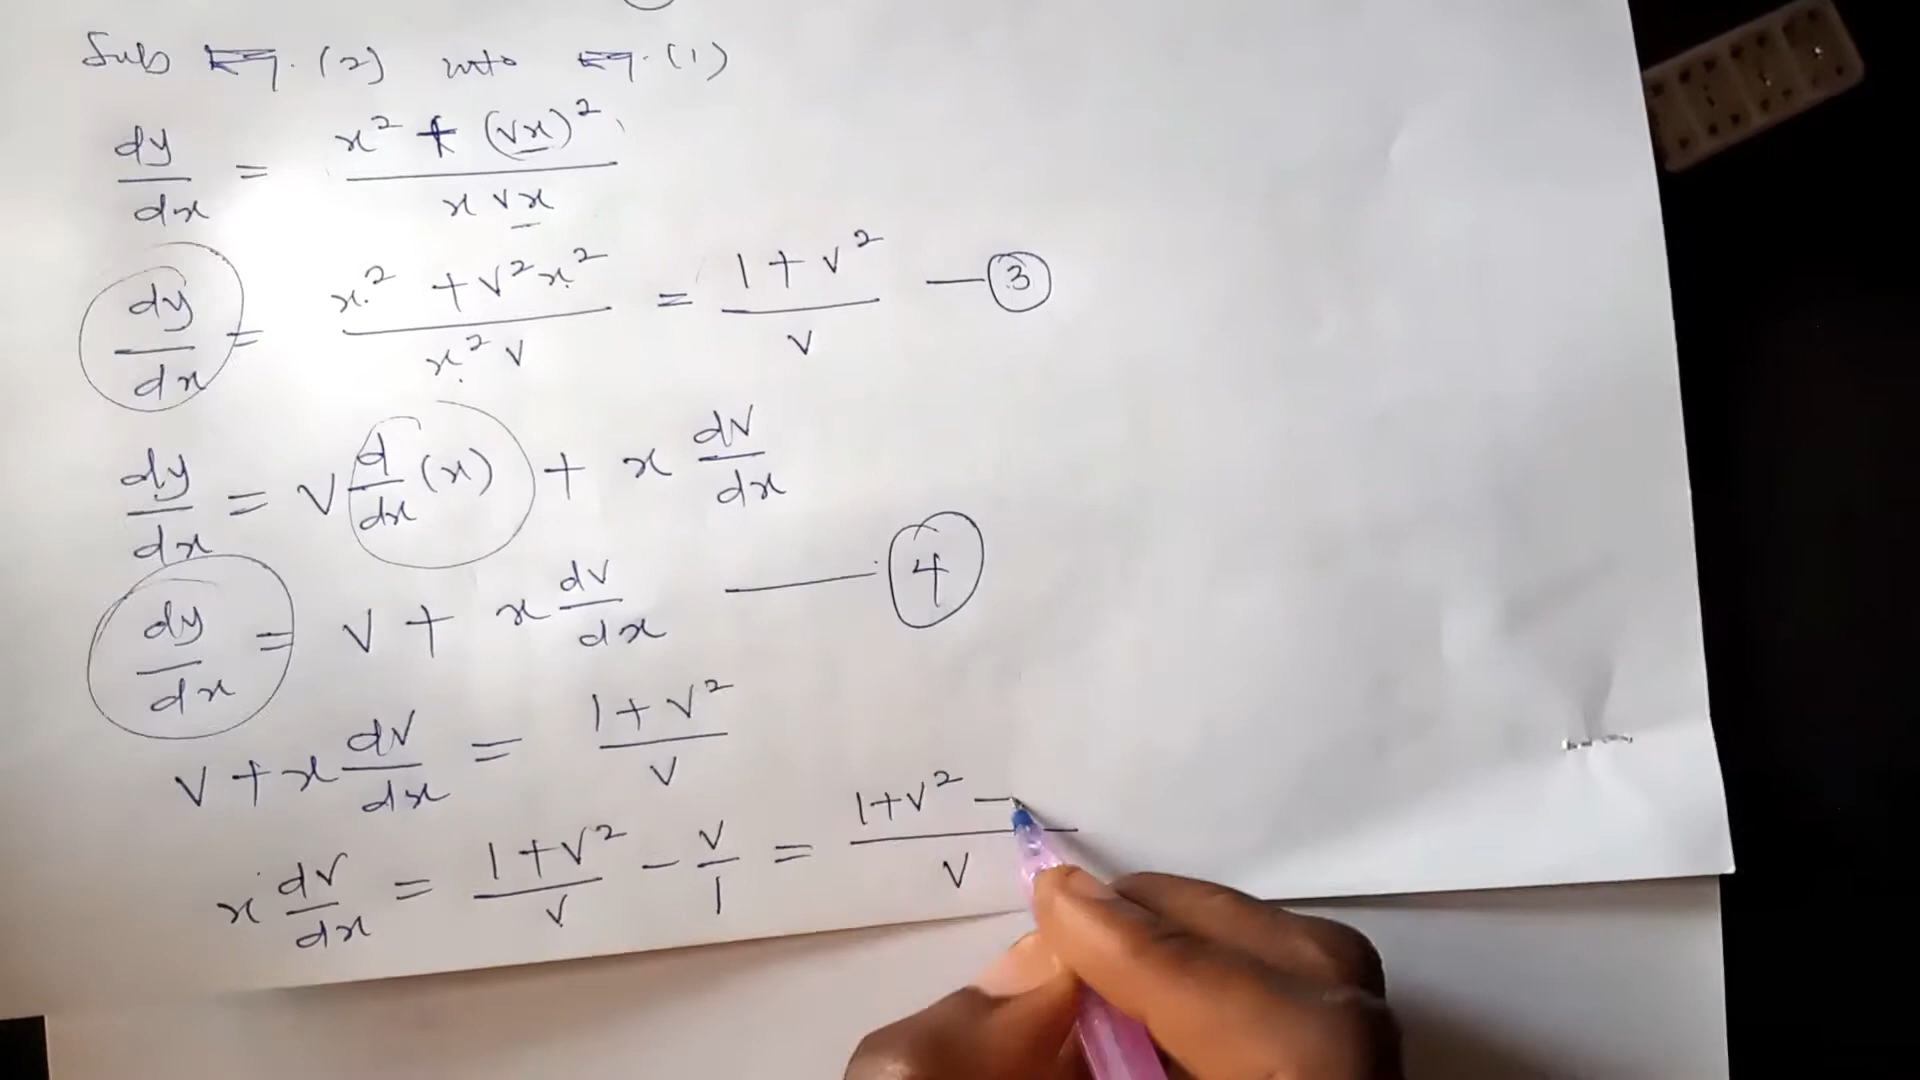 Sub Eq. (2) into Eq. (1)
dy/dx = (x² + (vx)²)/(x vx)
dy/dx = (x² + v²x²)/(x² v) = (1 + v²)/v — ③
dy/dx = v d/dx (x) + x dv/dx
dy/dx = v + x dv/dx — ④
v + x dv/dx = (1 + v²)/v
x dv/dx = (1 + v²)/v − v/1 = (1 + v² −)/v